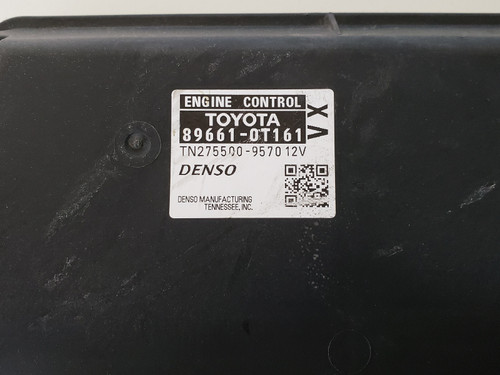 ENGINE CONTROL
TOYOTA
89661-0T161
VX
TN275500-9570 12V
DENSO
DENSO MANUFACTURING
TENNESSEE, INC.